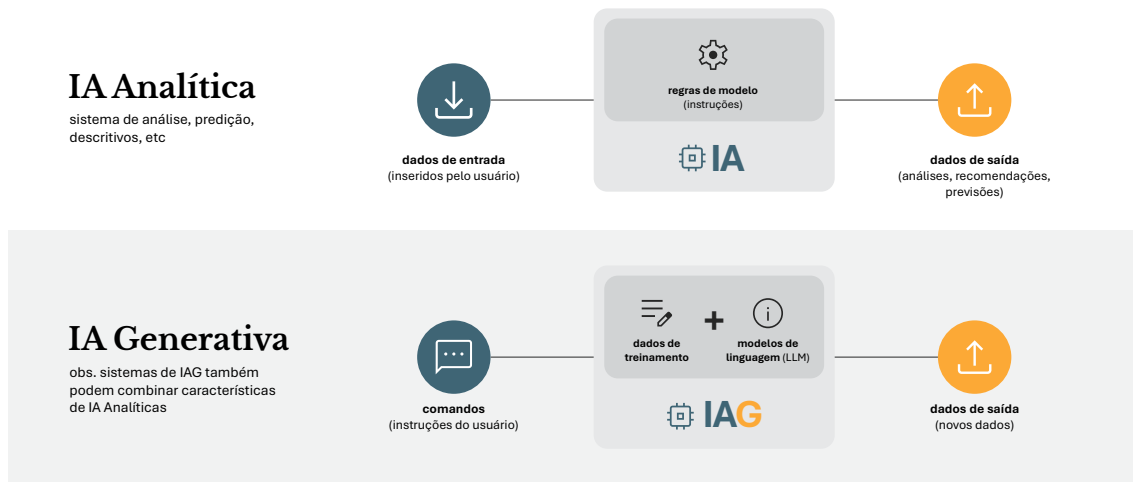 IA Analítica
sistema de análise, predição,
descritivos, etc
dados de entrada
(inseridos pelo usuário)
regras de modelo
(instruções)
IA
dados de saída
(análises, recomendações,
previsões)
IA Generativa
obs. sistemas de IAG também
podem combinar características
de IA Analíticas
comandos
(instruções do usuário)
dados de
treinamento
+
modelos de
linguagem (LLM)
IAG
dados de saída
(novos dados)